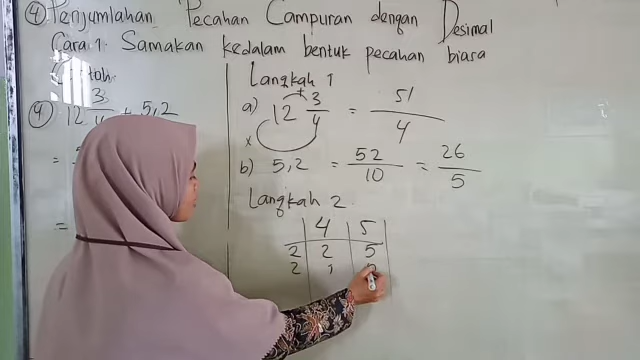 ④ Penjumlahan Pecahan Campuran dengan Desimal
Cara 1. Samakan kedalam bentuk pecahan biasa
Contoh
④ 12 3/4 + 5,2
=
=
Langkah 1
a) 12 3/4 = 51/4
x +
b) 5,2 = 52/10 = 26/5
Langkah 2
4 5
2 2 5
2 1